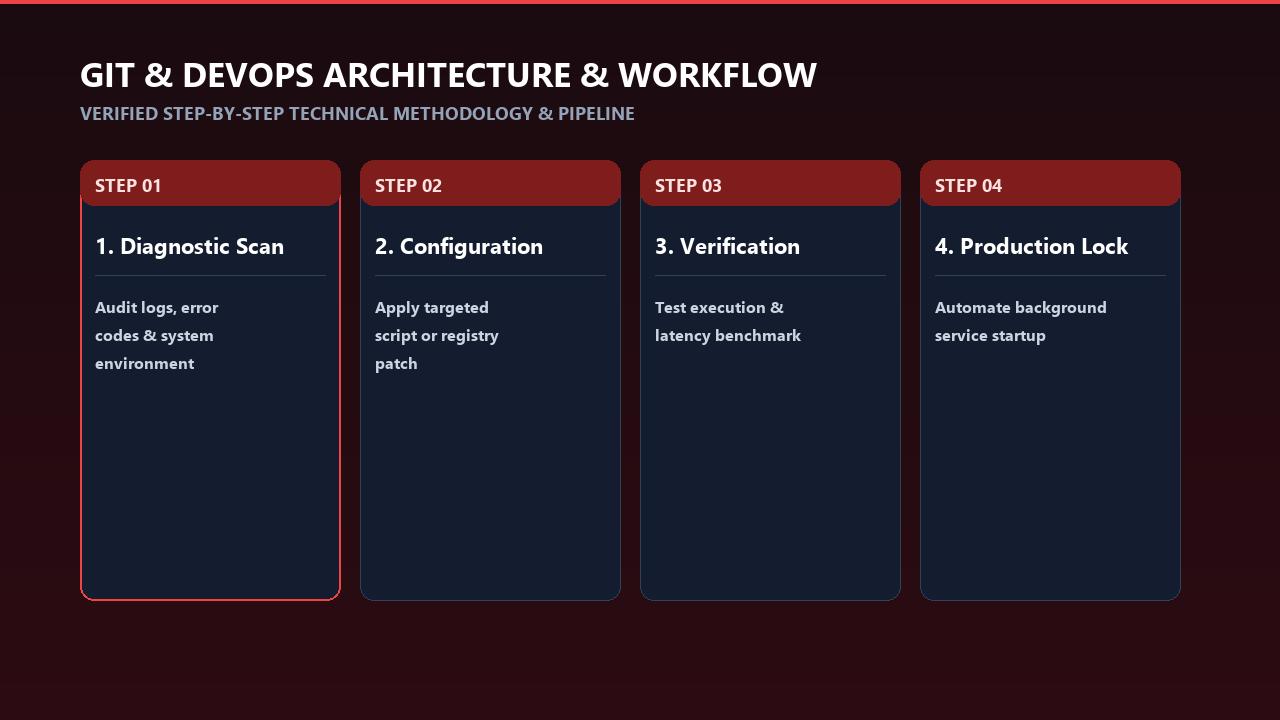 GIT & DEVOPS ARCHITECTURE & WORKFLOW
VERIFIED STEP-BY-STEP TECHNICAL METHODOLOGY & PIPELINE
STEP 01
1. Diagnostic Scan
Audit logs, error
codes & system
environment
STEP 02
2. Configuration
Apply targeted
script or registry
patch
STEP 03
3. Verification
Test execution &
latency benchmark
STEP 04
4. Production Lock
Automate background
service startup